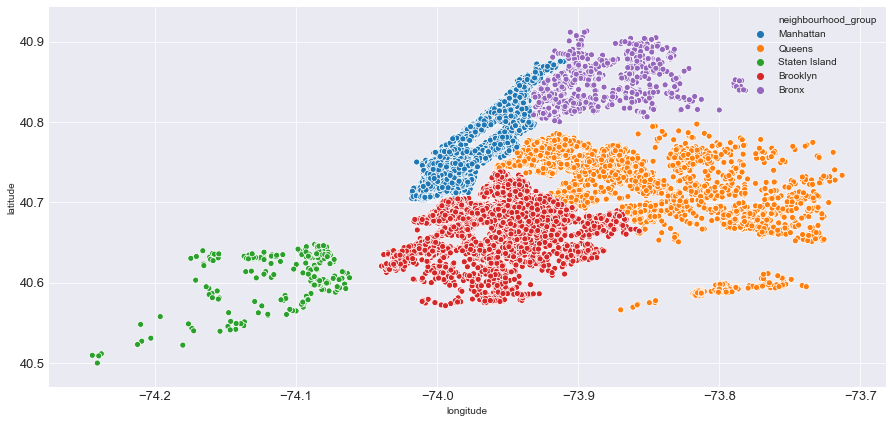 neighbourhood_group
Manhattan
Queens
Staten Island
Brooklyn
Bronx
40.9
40.8
40.7
40.6
40.5
latitude
−74.2 −74.1 −74.0 −73.9 −73.8 −73.7
longitude